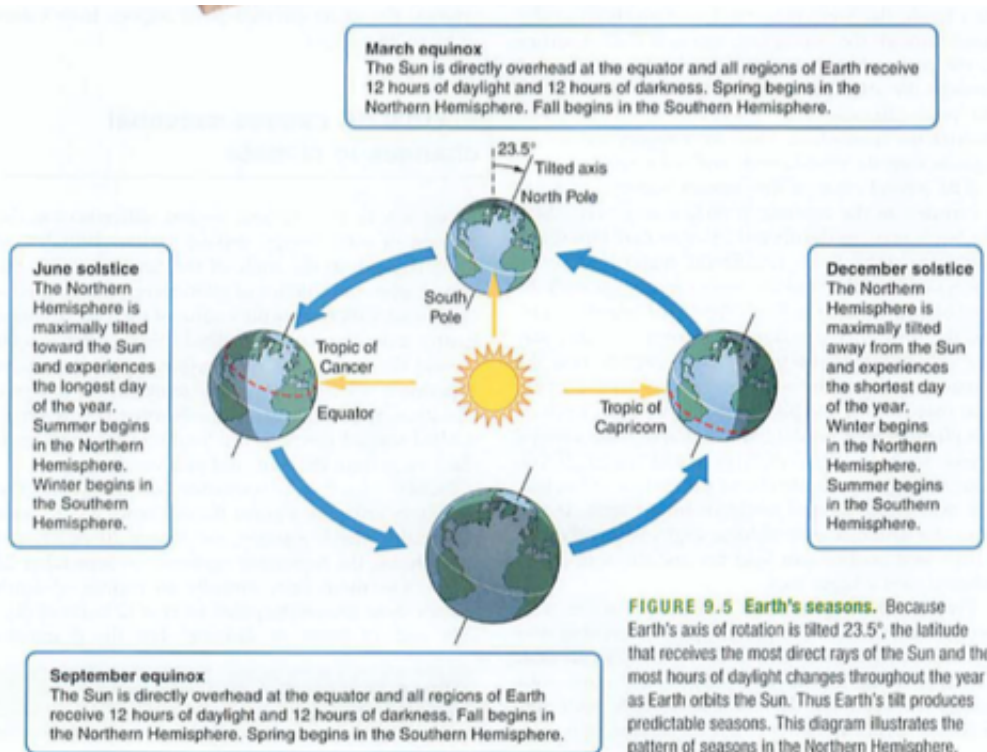 March equinox
The Sun is directly overhead at the equator and all regions of Earth receive
12 hours of daylight and 12 hours of darkness. Spring begins in the
Northern Hemisphere. Fall begins in the Southern Hemisphere.
23.5°
Tilted axis
North Pole
South
Pole
June solstice
The Northern
Hemisphere is
maximally tilted
toward the Sun
and experiences
the longest day
of the year.
Summer begins
in the Northern
Hemisphere.
Winter begins in
the Southern
Hemisphere.
Tropic of
Cancer
Equator
Tropic of
Capricorn
December solstice
The Northern
Hemisphere is
maximally tilted
away from the Sun
and experiences
the shortest day
of the year.
Winter begins
in the Northern
Hemisphere.
Summer begins
in the Southern
Hemisphere.
September equinox
The Sun is directly overhead at the equator and all regions of Earth
receive 12 hours of daylight and 12 hours of darkness. Fall begins in
the Northern Hemisphere. Spring begins in the Southern Hemisphere.
FIGURE 9.5 Earth's seasons. Because
Earth's axis of rotation is tilted 23.5°, the latitude
that receives the most direct rays of the Sun and the
most hours of daylight changes throughout the year
as Earth orbits the Sun. Thus Earth's tilt produces
predictable seasons. This diagram illustrates the
pattern of seasons in the Northern Hemisphere.